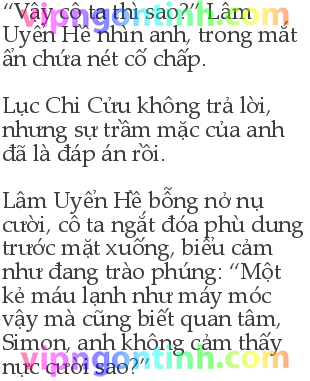 “Vậy cô ta thì sao?” Lâm
Uyển Hề nhìn anh, trong mắt
ẩn chứa nét cố chấp.
Lục Chi Cửu không trả lời,
nhưng sự trầm mặc của anh
đã là đáp án rồi.
Lâm Uyển Hề bỗng nở nụ
cười, cô ta ngắt đóa phù dung
trước mặt xuống, biểu cảm
như đang trào phúng: “Một
kẻ máu lạnh như máy móc
vậy mà cũng biết quan tâm,
Simon, anh không cảm thấy
nực cười sao?”
vipngontinh.com
vipngontinh.com